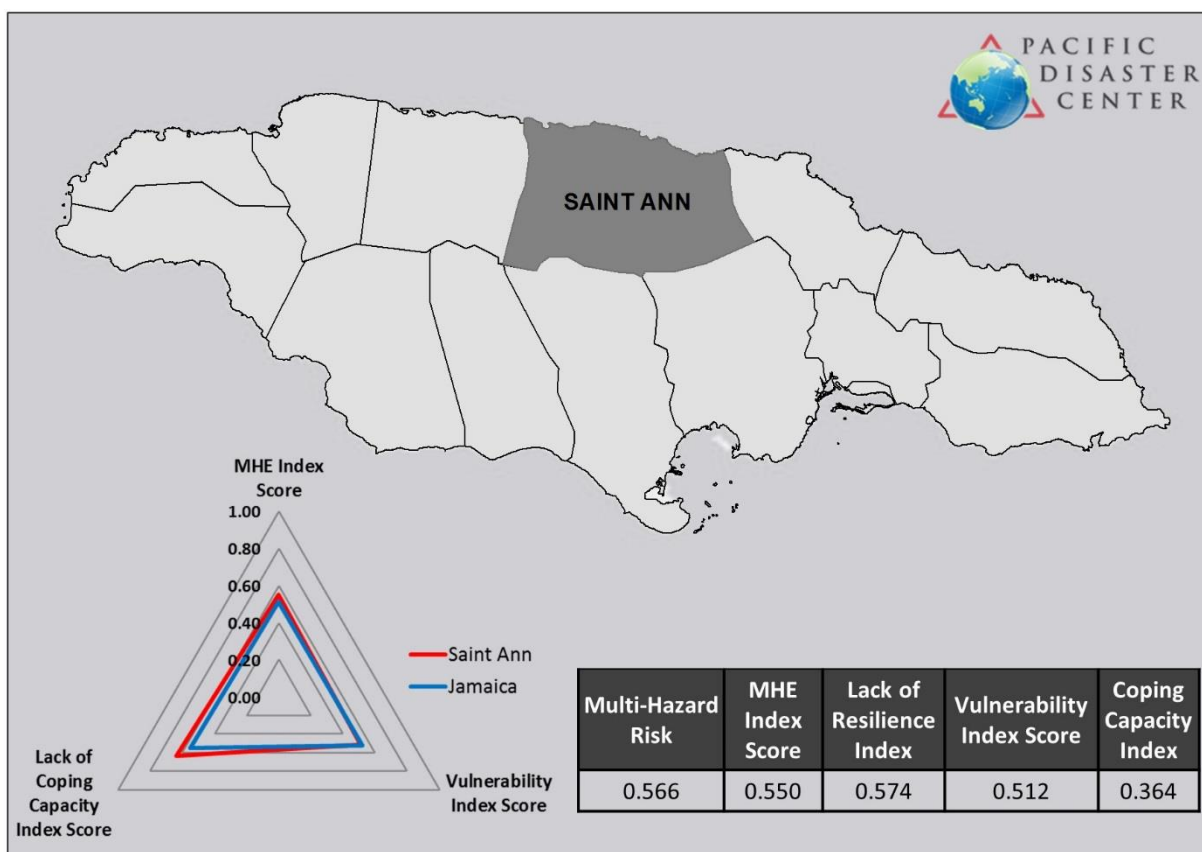 PACIFIC
DISASTER
CENTER
SAINT ANN
MHE Index
Score
1.00
0.80
0.60
0.40
0.20
0.00
Saint Ann
Jamaica
Lack of
Coping
Capacity
Index Score
Vulnerability
Index Score
Multi-Hazard
Risk
MHE
Index
Score
Lack of
Resilience
Index
Vulnerability
Index Score
Coping
Capacity
Index
0.566
0.550
0.574
0.512
0.364